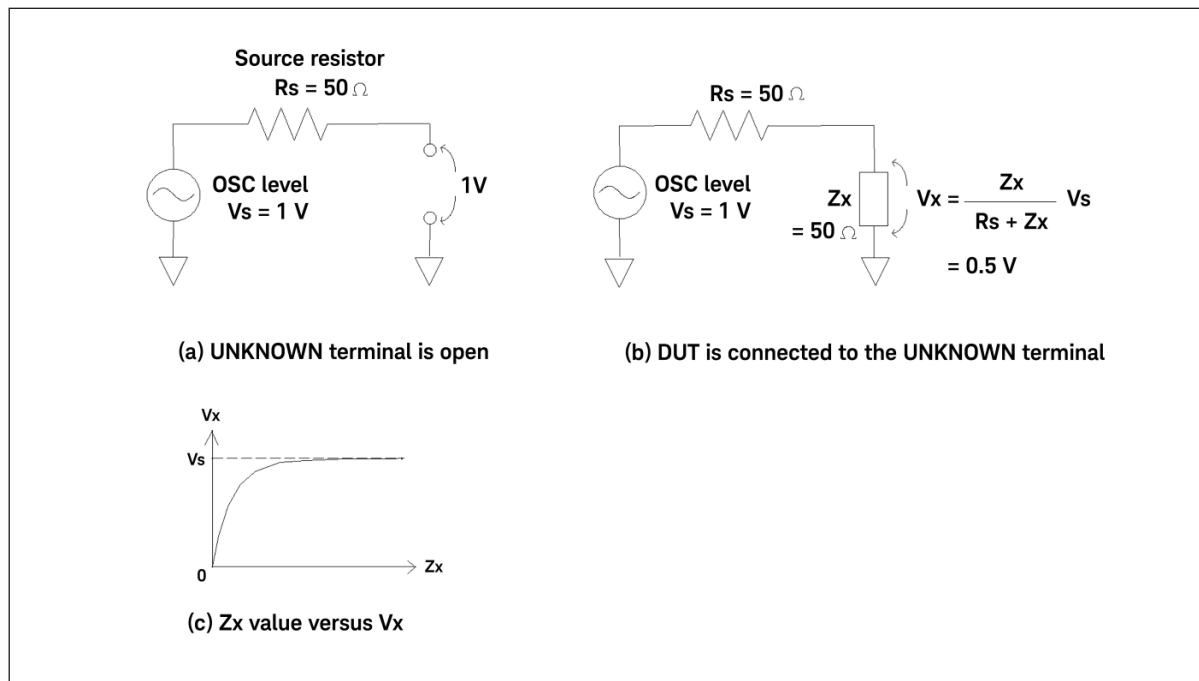 Source resistor
Rs = 50 Ω
OSC level
Vs = 1 V
1V
(a) UNKNOWN terminal is open
Rs = 50 Ω
OSC level
Vs = 1 V
Zx
= 50 Ω
Vx = Zx / Rs + Zx Vs
= 0.5 V
(b) DUT is connected to the UNKNOWN terminal
Vx
Vs
0
Zx
(c) Zx value versus Vx